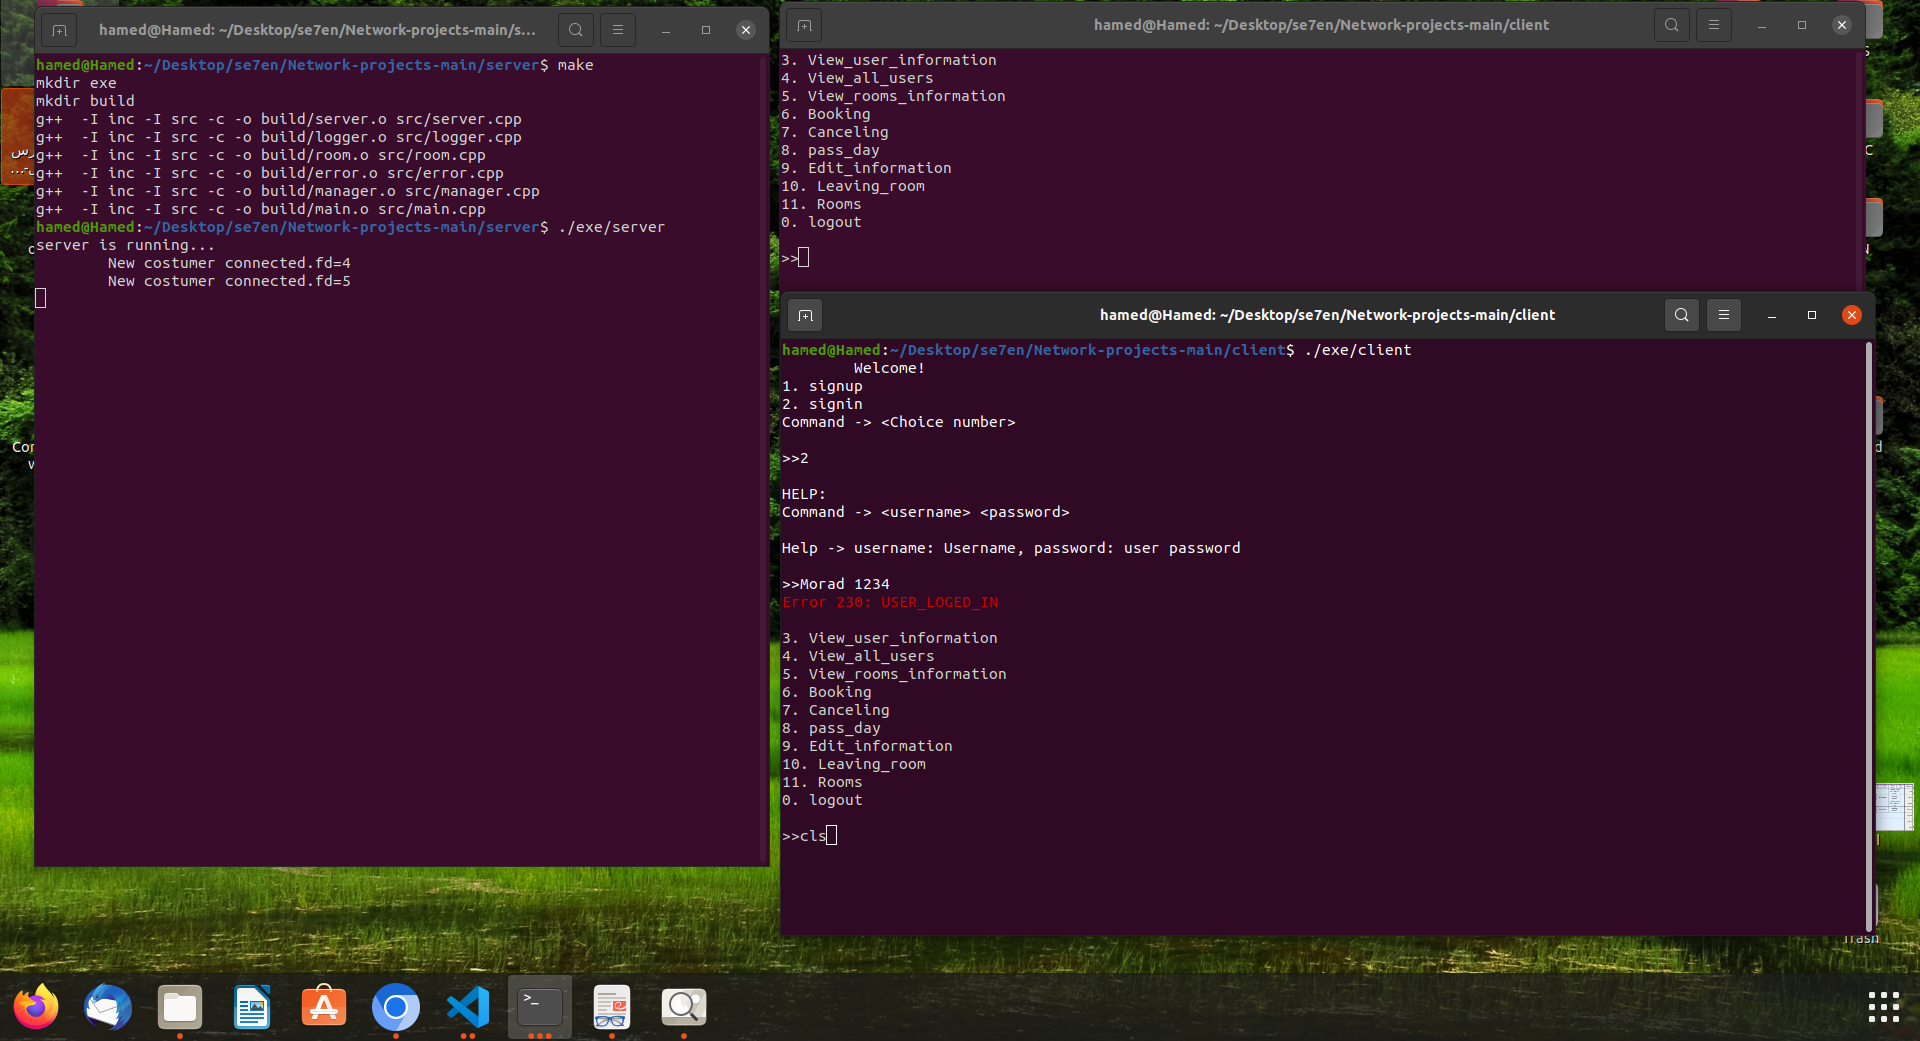 hamed@Hamed: ~/Desktop/se7en/Network-projects-main/s...
hamed@Hamed:~/Desktop/se7en/Network-projects-main/server$ make
mkdir exe
mkdir build
g++  -I inc -I src -c -o build/server.o src/server.cpp
g++  -I inc -I src -c -o build/logger.o src/logger.cpp
g++  -I inc -I src -c -o build/room.o src/room.cpp
g++  -I inc -I src -c -o build/error.o src/error.cpp
g++  -I inc -I src -c -o build/manager.o src/manager.cpp
g++  -I inc -I src -c -o build/main.o src/main.cpp
hamed@Hamed:~/Desktop/se7en/Network-projects-main/server$ ./exe/server
server is running...
        New costumer connected.fd=4
        New costumer connected.fd=5
hamed@Hamed: ~/Desktop/se7en/Network-projects-main/client
3. View_user_information
4. View_all_users
5. View_rooms_information
6. Booking
7. Canceling
8. pass_day
9. Edit_information
10. Leaving_room
11. Rooms
0. logout
>>
hamed@Hamed: ~/Desktop/se7en/Network-projects-main/client
hamed@Hamed:~/Desktop/se7en/Network-projects-main/client$ ./exe/client
        Welcome!
1. signup
2. signin
Command -> <Choice number>
>>2
HELP:
Command -> <username> <password>
Help -> username: Username, password: user password
>>Morad 1234
Error 230: USER_LOGED_IN
3. View_user_information
4. View_all_users
5. View_rooms_information
6. Booking
7. Canceling
8. pass_day
9. Edit_information
10. Leaving_room
11. Rooms
0. logout
>>cls
Trash